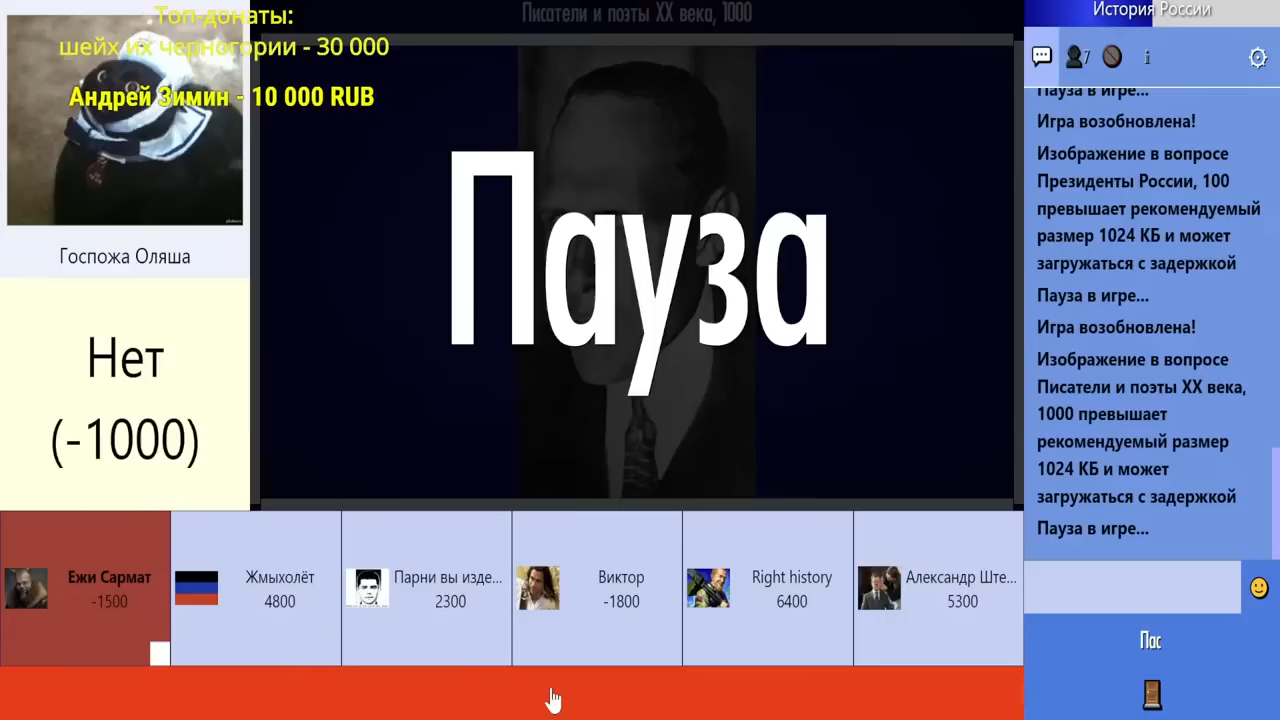 Топ-донаты:
шейх их черногории - 30 000
Андрей Зимин - 10 000 RUB
Госпожа Оляша
Нет
(-1000)
Писатели и поэты XX века, 1000
Пауза
История России
7
i
Пауза в игре...
Игра возобновлена!
Изображение в вопросе
Президенты России, 100
превышает рекомендуемый
размер 1024 КБ и может
загружаться с задержкой
Пауза в игре...
Игра возобновлена!
Изображение в вопросе
Писатели и поэты XX века,
1000 превышает
рекомендуемый размер
1024 КБ и может
загружаться с задержкой
Пауза в игре...
Пас
Ежи Сармат
-1500
Жмыхолёт
4800
Парни вы изде...
2300
Виктор
-1800
Right history
6400
Александр Ште...
5300